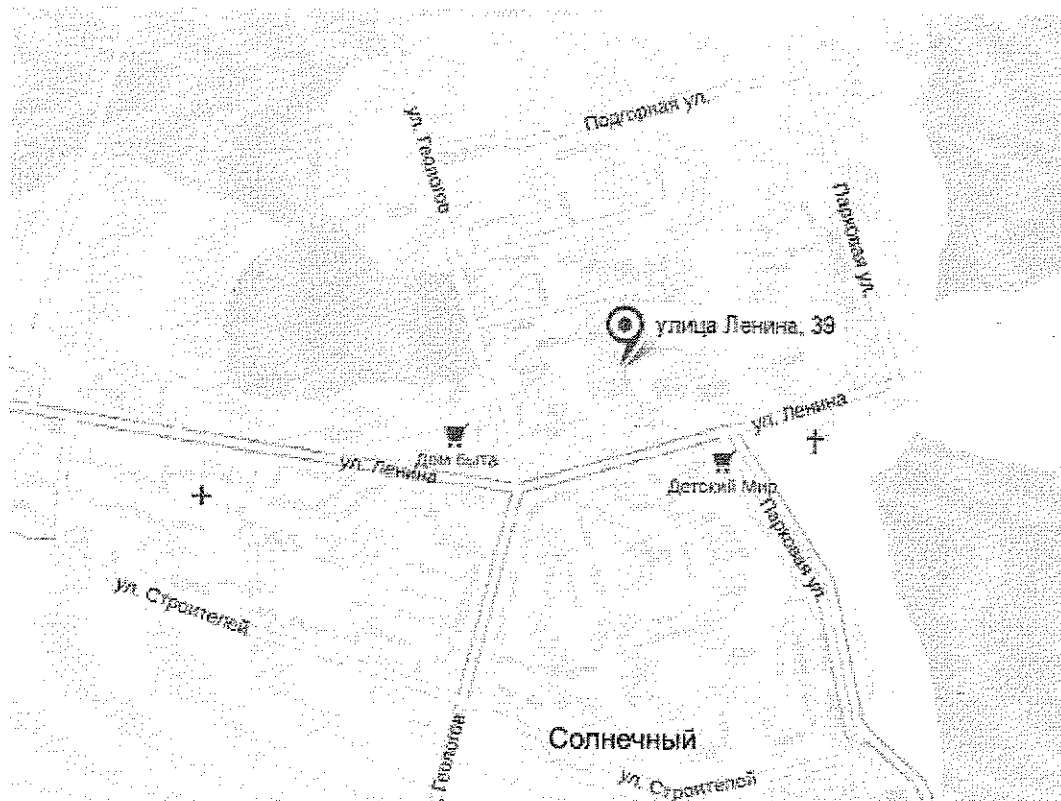 Подгорная ул.
ул. Геологов
Парковая ул.
улица Ленина, 39
ул. Ленина
Дом быта
ул. Ленина
Детский Мир
Парковая ул.
ул. Строителей
Солнечный
. Геологов
ул. Строителей